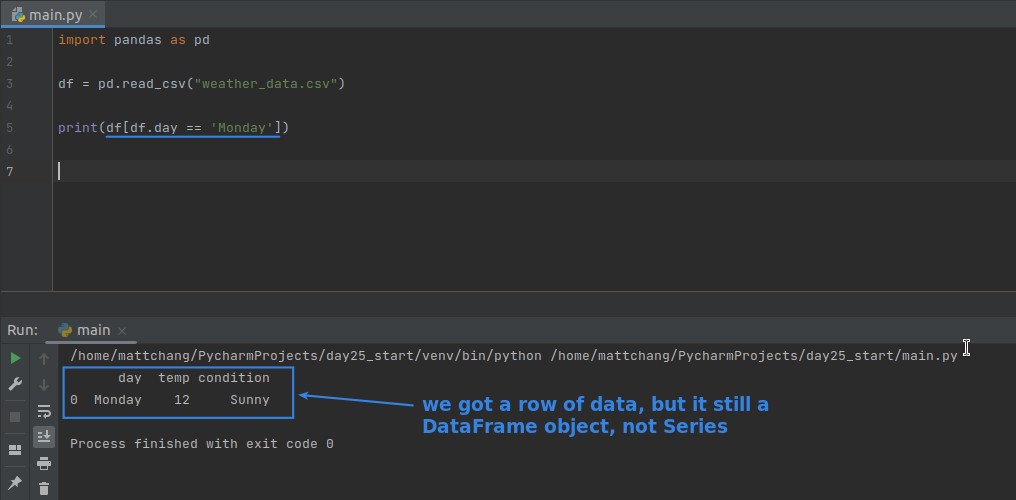 main.py
1 import pandas as pd
2
3 df = pd.read_csv("weather_data.csv")
4
5 print(df[df.day == 'Monday'])
6
7
Run: main
/home/mattchang/PycharmProjects/day25_start/venv/bin/python /home/mattchang/PycharmProjects/day25_start/main.py
day temp condition
0 Monday 12 Sunny
we got a row of data, but it still a
DataFrame object, not Series
Process finished with exit code 0